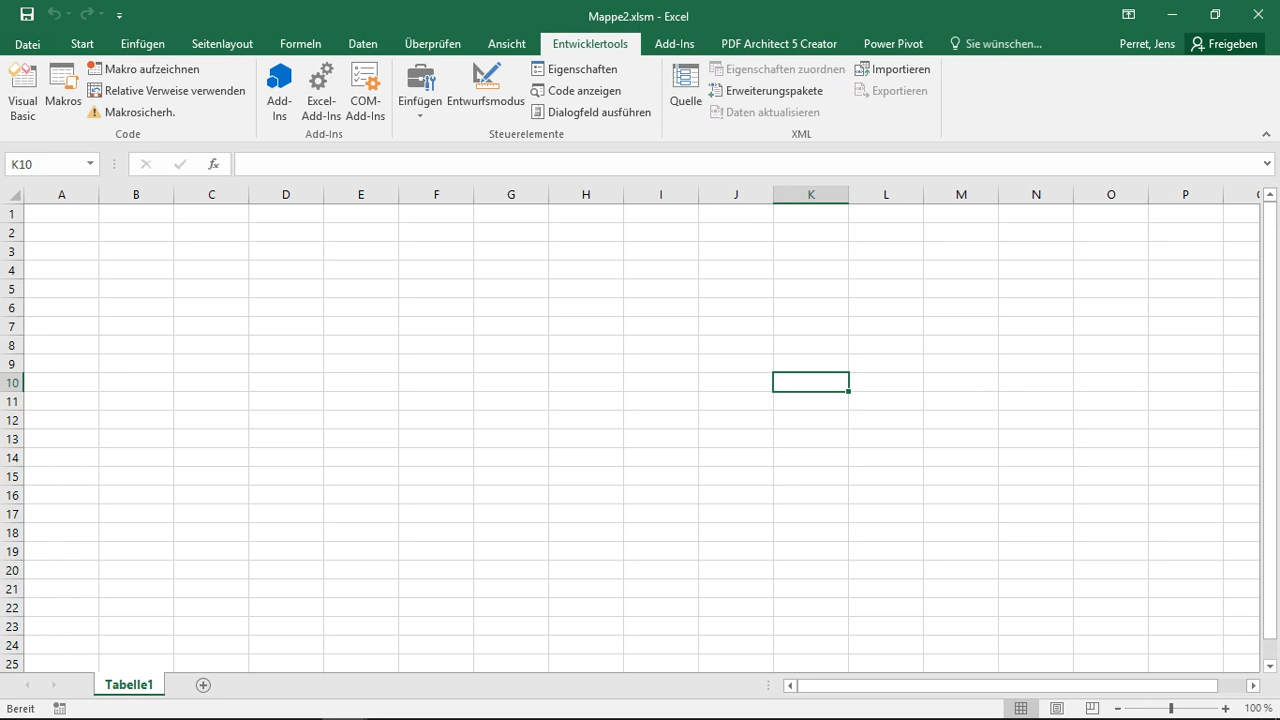 Mappe2.xlsm - Excel
Datei Start Einfügen Seitenlayout Formeln Daten Überprüfen Ansicht Entwicklertools Add-Ins PDF Architect 5 Creator Power Pivot Sie wünschen... Perret, Jens Freigeben
Visual Basic
Makros
Makro aufzeichnen
Relative Verweise verwenden
Makrosicherh.
Code
Add-Ins
Excel-Add-Ins
COM-Add-Ins
Add-Ins
Einfügen
Entwurfsmodus
Eigenschaften
Code anzeigen
Dialogfeld ausführen
Steuerelemente
Quelle
Eigenschaften zuordnen
Erweiterungspakete
Daten aktualisieren
Importieren
Exportieren
XML
K10 fx
A B C D E F G H I J K L M N O P
1
2
3
4
5
6
7
8
9
10
11
12
13
14
15
16
17
18
19
20
21
22
23
24
25
Tabelle1
Bereit 100 %